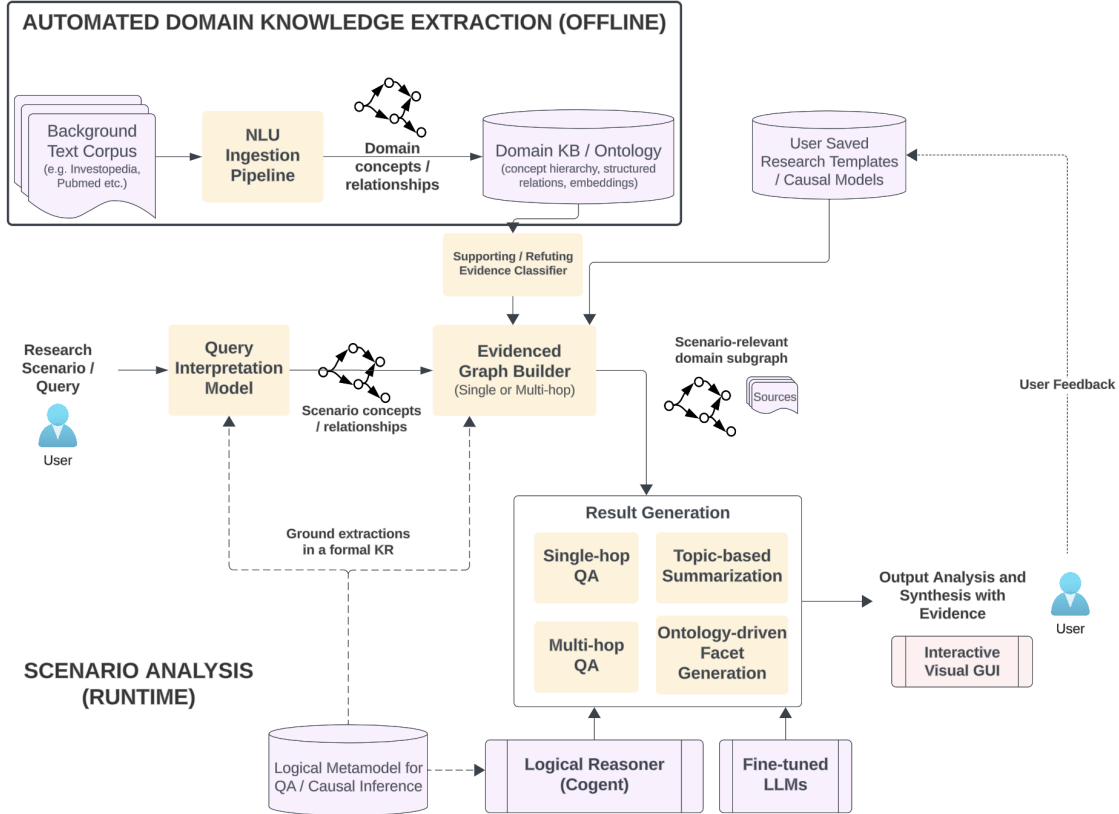 AUTOMATED DOMAIN KNOWLEDGE EXTRACTION (OFFLINE)
Background
Text Corpus
(e.g. Investopedia,
Pubmed etc.)
NLU
Ingestion
Pipeline
Domain
concepts /
relationships
Domain KB / Ontology
(concept hierarchy, structured
relations, embeddings)
User Saved
Research Templates
/ Causal Models
Supporting / Refuting
Evidence Classifier
Research
Scenario /
Query
User
Query
Interpretation
Model
Scenario concepts
/ relationships
Evidenced
Graph Builder
(Single or Multi-hop)
Scenario-relevant
domain subgraph
Sources
User Feedback
Ground extractions
in a formal KR
Result Generation
Single-hop
QA
Topic-based
Summarization
Multi-hop
QA
Ontology-driven
Facet
Generation
Output Analysis and
Synthesis with
Evidence
User
Interactive
Visual GUI
SCENARIO ANALYSIS
(RUNTIME)
Logical Metamodel for
QA / Causal Inference
Logical Reasoner
(Cogent)
Fine-tuned
LLMs